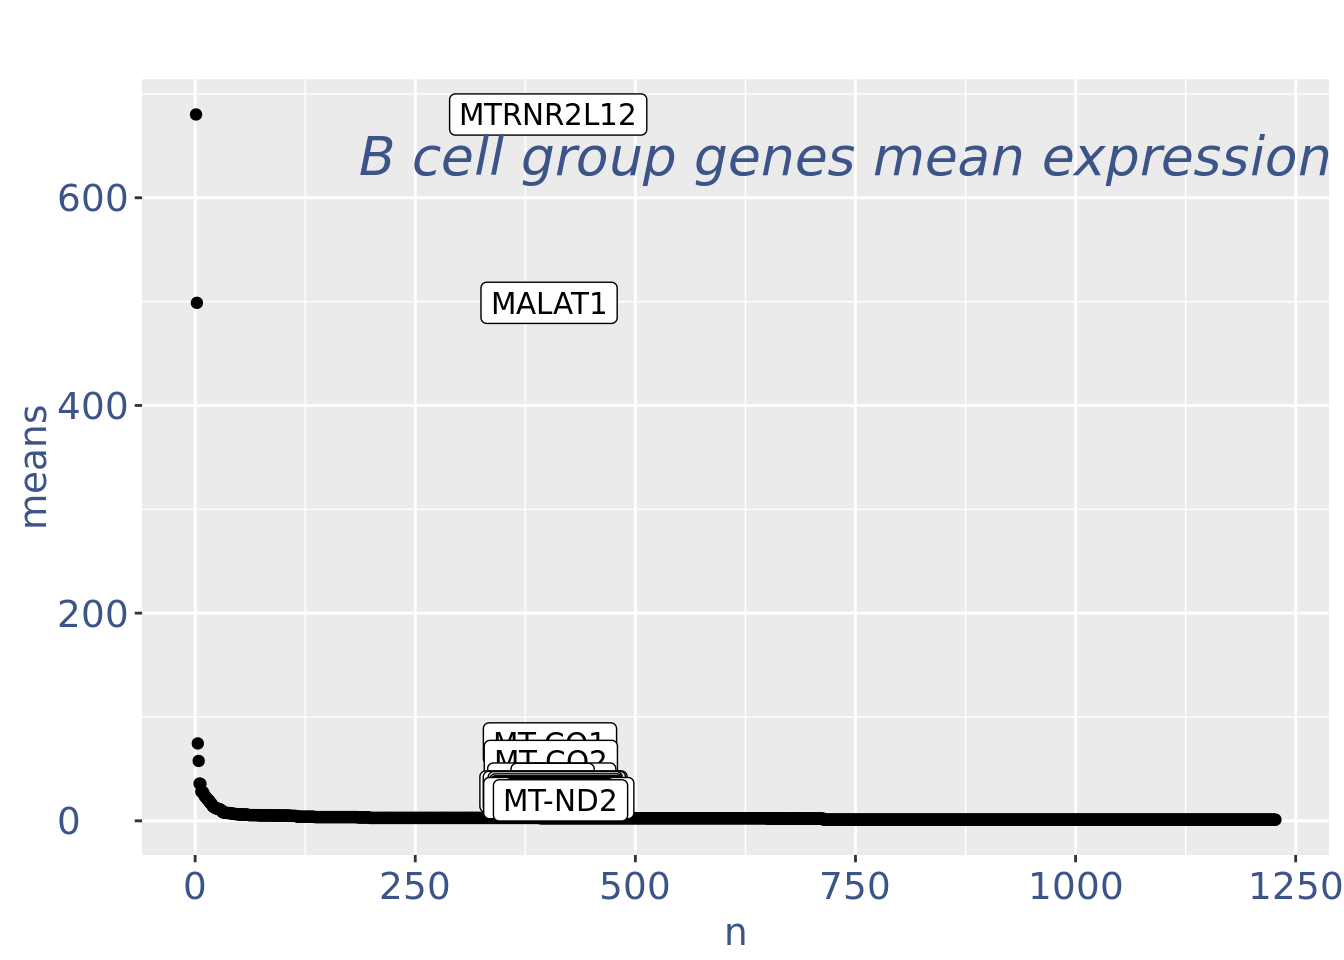 MTRNR2L12
B cell group genes mean expression
600
MALAT1
means
400
200
MT-CO1
MT-CO2
MT-ND2
0
0 250 500 750 1000 1250
n